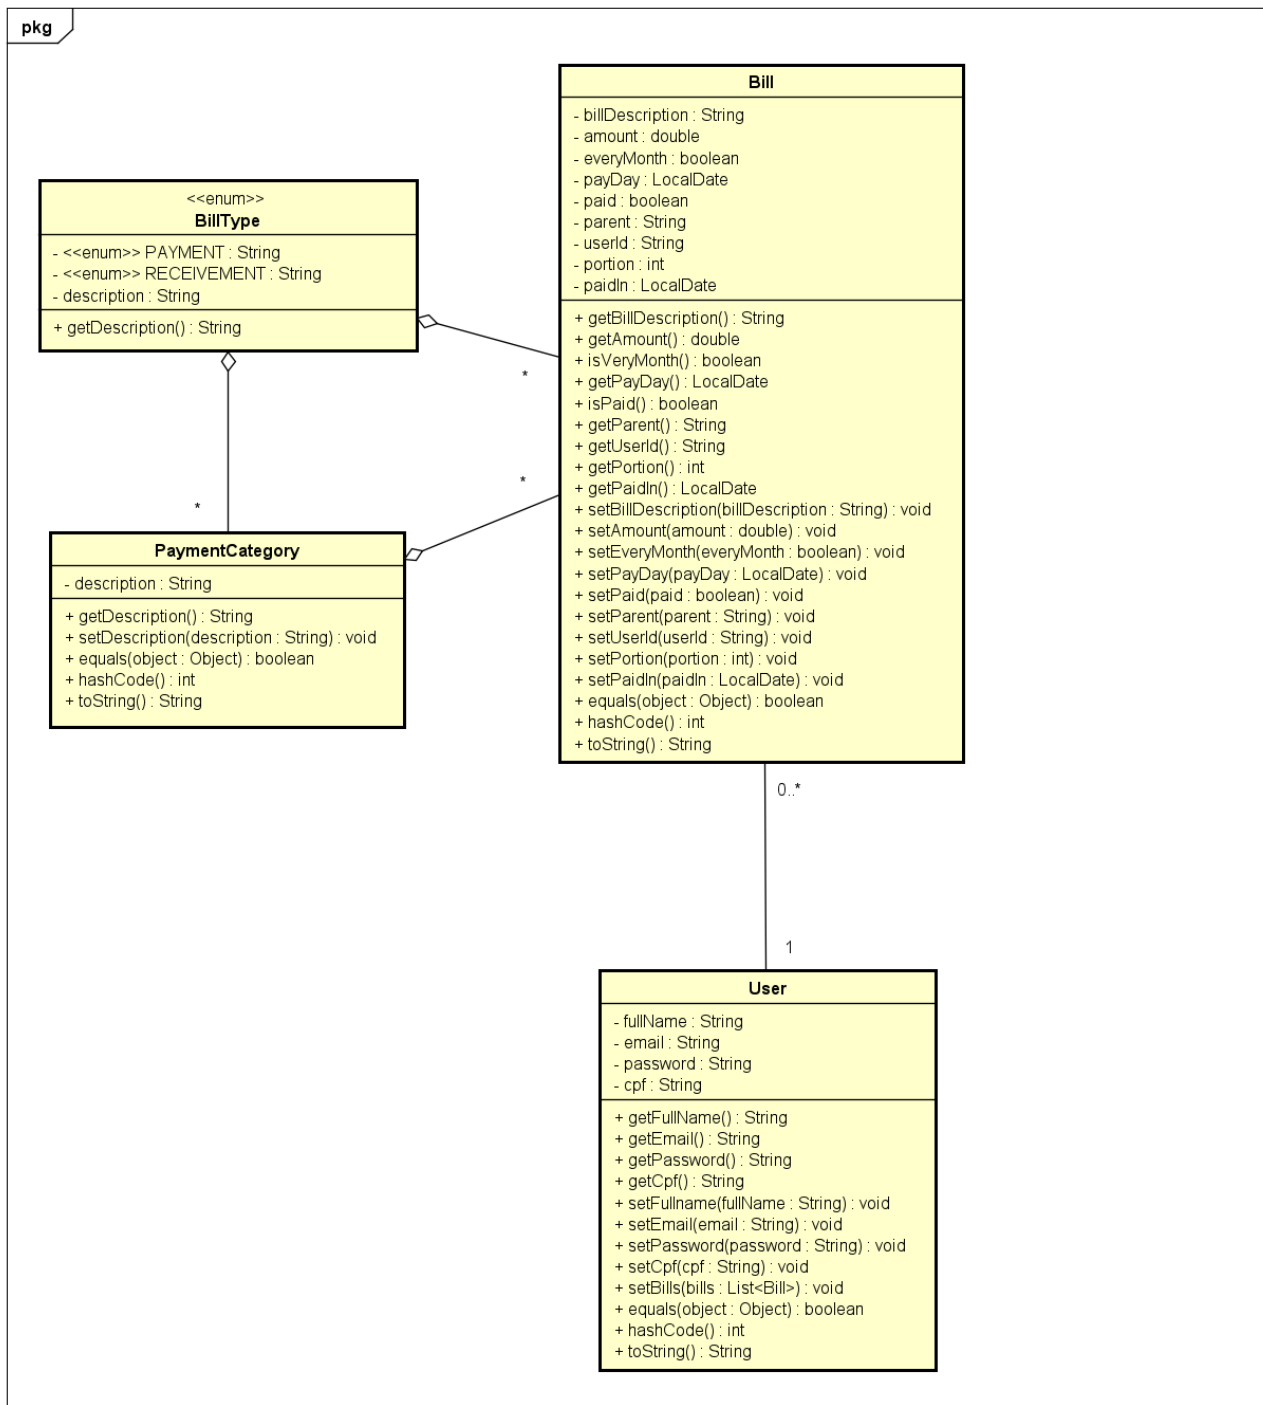 pkg
Bill
- billDescription : String
- amount : double
- everyMonth : boolean
- payDay : LocalDate
- paid : boolean
- parent : String
- userId : String
- portion : int
- paidIn : LocalDate
+ getBillDescription() : String
+ getAmount() : double
+ isVeryMonth() : boolean
+ getPayDay() : LocalDate
+ isPaid() : boolean
+ getParent() : String
+ getUserId() : String
+ getPortion() : int
+ getPaidIn() : LocalDate
+ setBillDescription(billDescription : String) : void
+ setAmount(amount : double) : void
+ setEveryMonth(everyMonth : boolean) : void
+ setPayDay(payDay : LocalDate) : void
+ setPaid(paid : boolean) : void
+ setParent(parent : String) : void
+ setUserId(userId : String) : void
+ setPortion(portion : int) : void
+ setPaidIn(paidIn : LocalDate) : void
+ equals(object : Object) : boolean
+ hashCode() : int
+ toString() : String
<<enum>>
BillType
- <<enum>> PAYMENT : String
- <<enum>> RECEIVEMENT : String
- description : String
+ getDescription() : String
*
*
*
PaymentCategory
- description : String
+ getDescription() : String
+ setDescription(description : String) : void
+ equals(object : Object) : boolean
+ hashCode() : int
+ toString() : String
0..*
1
User
- fullName : String
- email : String
- password : String
- cpf : String
+ getFullName() : String
+ getEmail() : String
+ getPassword() : String
+ getCpf() : String
+ setFullname(fullName : String) : void
+ setEmail(email : String) : void
+ setPassword(password : String) : void
+ setCpf(cpf : String) : void
+ setBills(bills : List<Bill>) : void
+ equals(object : Object) : boolean
+ hashCode() : int
+ toString() : String